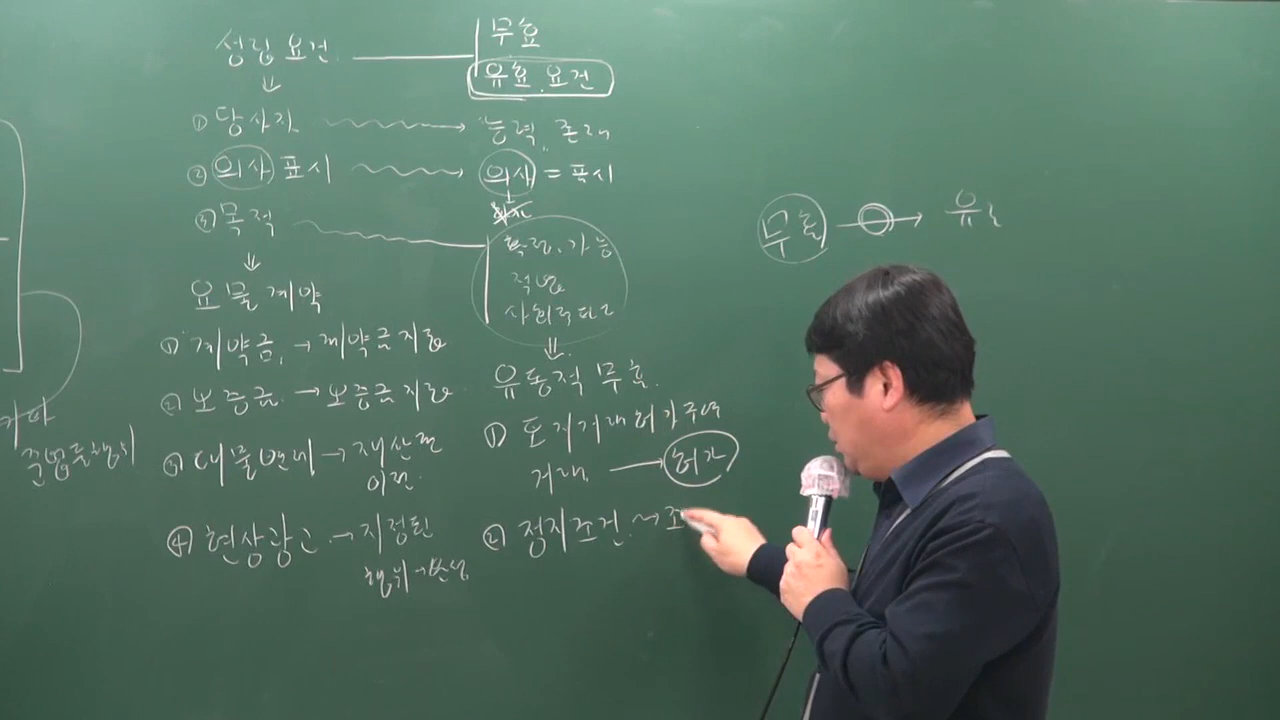 성립 요건
무효
유효 요건
① 당사자
능력, 존재
② 의사표시
의사 = 표시
③ 목적
확정, 가능
적법
사회적타당
요물계약
① 계약금 → 계약금지급
② 보증금 → 보증금지급
③ 대물변제 → 재산권
이전
④ 현상광고 → 지정된
행위→완성
유동적 무효
① 토지거래허가구역
거래 → 허가
② 정지조건 ~→ 조
무효 → 유효